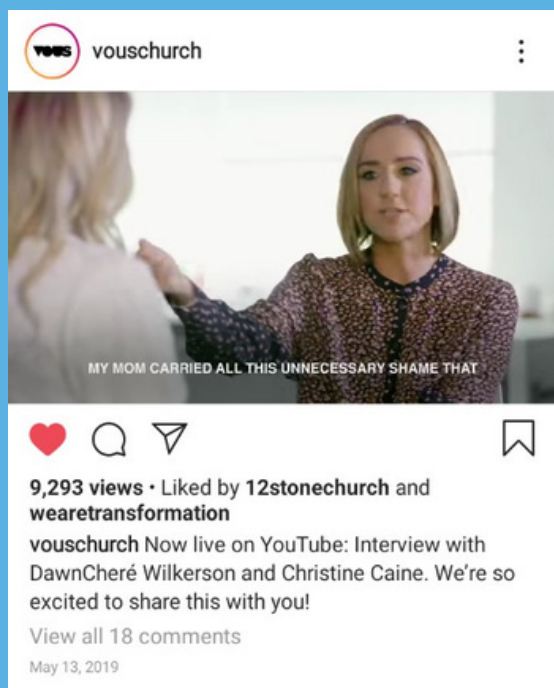 VOUS vouschurch
MY MOM CARRIED ALL THIS UNNECESSARY SHAME THAT
9,293 views • Liked by 12stonechurch and
wearetransformation
vouschurch Now live on YouTube: Interview with
DawnCheré Wilkerson and Christine Caine. We're so
excited to share this with you!
View all 18 comments
May 13, 2019